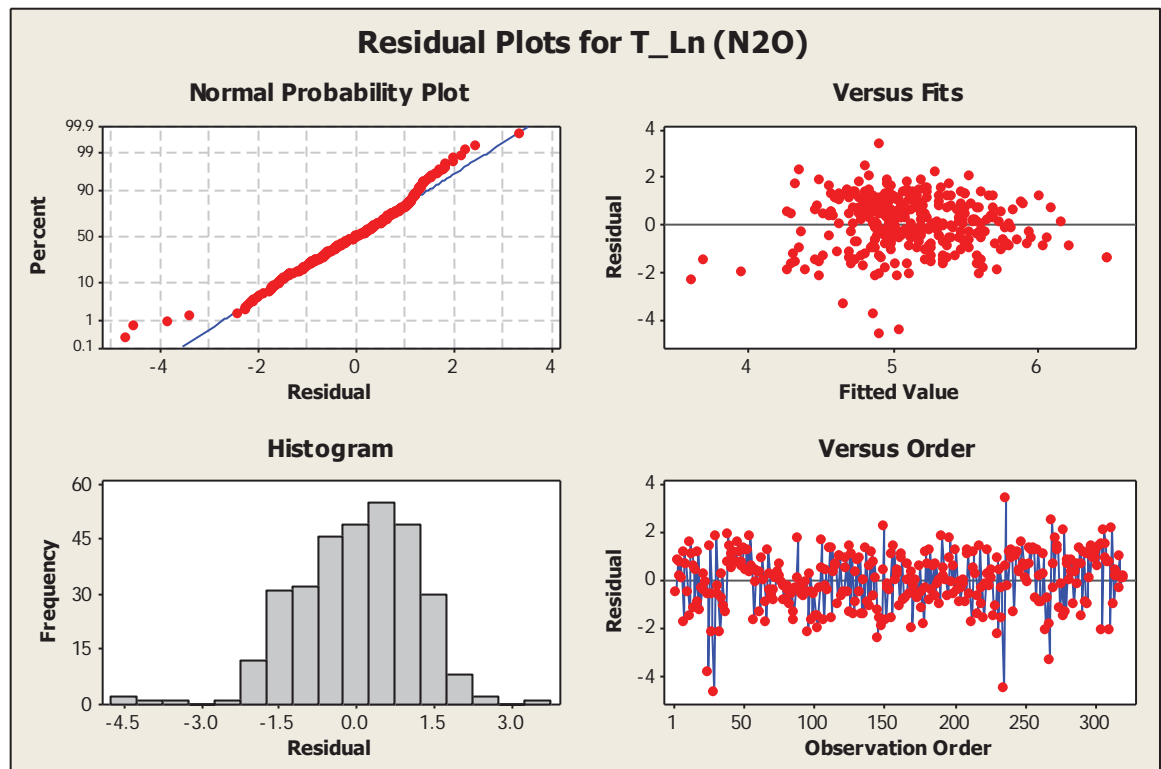 Residual Plots for T_Ln (N2O)
Normal Probability Plot
99.9
99
90
50
10
1
0.1
Percent
-4 -2 0 2 4
Residual
Versus Fits
4
2
0
-2
-4
Residual
4 5 6
Fitted Value
Histogram
60
45
30
15
0
Frequency
-4.5 -3.0 -1.5 0.0 1.5 3.0
Residual
Versus Order
4
2
0
-2
-4
Residual
1 50 100 150 200 250 300
Observation Order